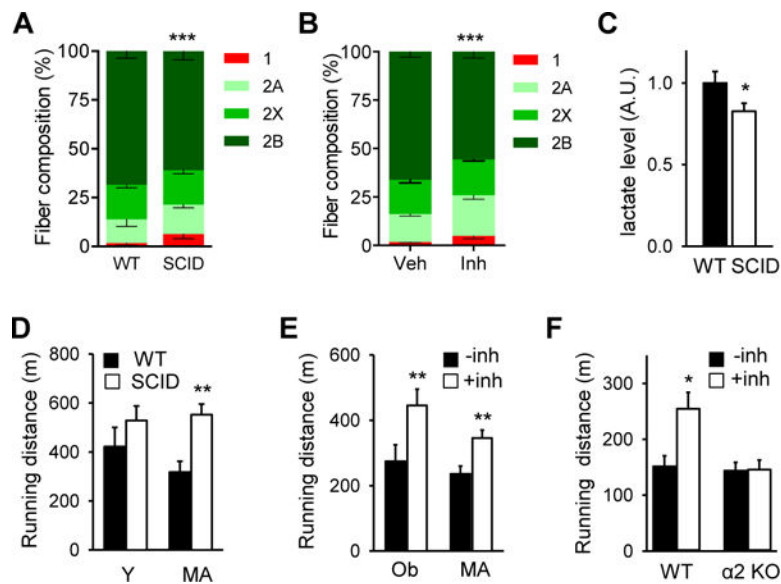 A
Fiber composition (%)
100
75
50
25
0
***
WT
SCID
1
2A
2X
2B
B
Fiber composition (%)
100
75
50
25
0
***
Veh
Inh
1
2A
2X
2B
C
lactate level (A.U.)
1.0
0.5
0.0
*
WT SCID
D
Running distance (m)
800
600
400
200
0
WT
SCID
**
Y
MA
E
Running distance (m)
600
400
200
0
-inh
+inh
**
**
Ob
MA
F
Running distance (m)
300
200
100
0
-inh
+inh
*
WT
α2 KO